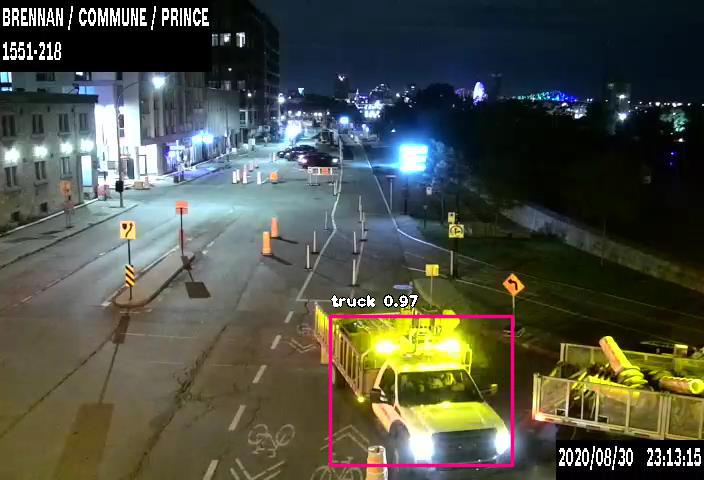 BRENNAN / COMMUNE / PRINCE
1551-218
truck 0.97
2020/08/30 23:13:15